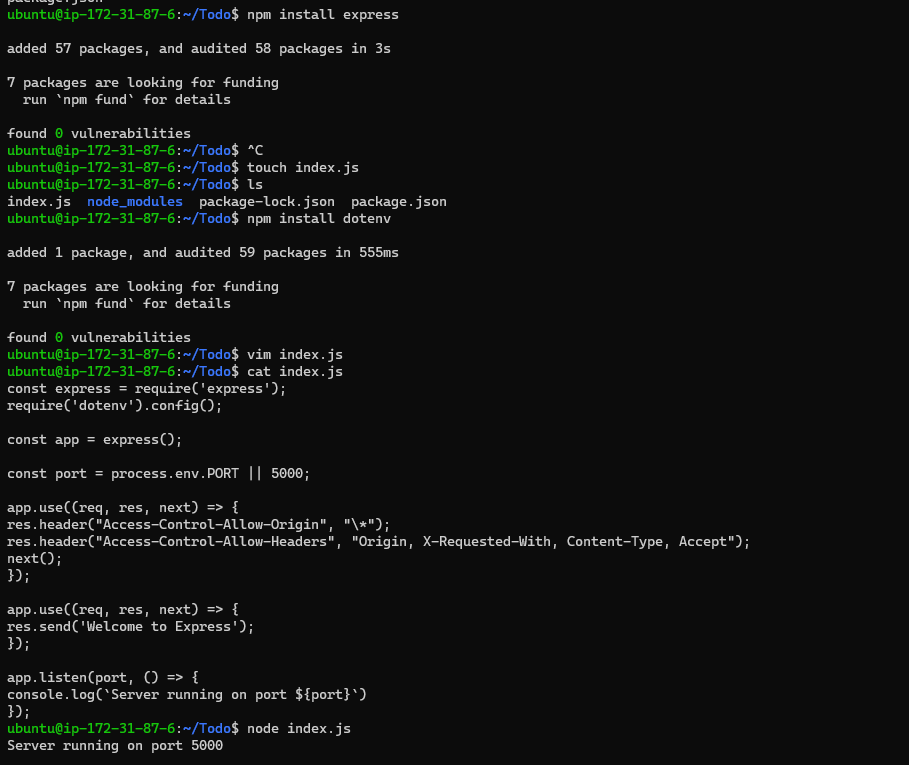 package.json
ubuntu@ip-172-31-87-6:~/Todo$ npm install express
added 57 packages, and audited 58 packages in 3s
7 packages are looking for funding
  run `npm fund` for details
found 0 vulnerabilities
ubuntu@ip-172-31-87-6:~/Todo$ ^C
ubuntu@ip-172-31-87-6:~/Todo$ touch index.js
ubuntu@ip-172-31-87-6:~/Todo$ ls
index.js  node_modules  package-lock.json  package.json
ubuntu@ip-172-31-87-6:~/Todo$ npm install dotenv
added 1 package, and audited 59 packages in 555ms
7 packages are looking for funding
  run `npm fund` for details
found 0 vulnerabilities
ubuntu@ip-172-31-87-6:~/Todo$ vim index.js
ubuntu@ip-172-31-87-6:~/Todo$ cat index.js
const express = require('express');
require('dotenv').config();
const app = express();
const port = process.env.PORT || 5000;
app.use((req, res, next) => {
res.header("Access-Control-Allow-Origin", "\*");
res.header("Access-Control-Allow-Headers", "Origin, X-Requested-With, Content-Type, Accept");
next();
});
app.use((req, res, next) => {
res.send('Welcome to Express');
});
app.listen(port, () => {
console.log(`Server running on port ${port}`)
});
ubuntu@ip-172-31-87-6:~/Todo$ node index.js
Server running on port 5000